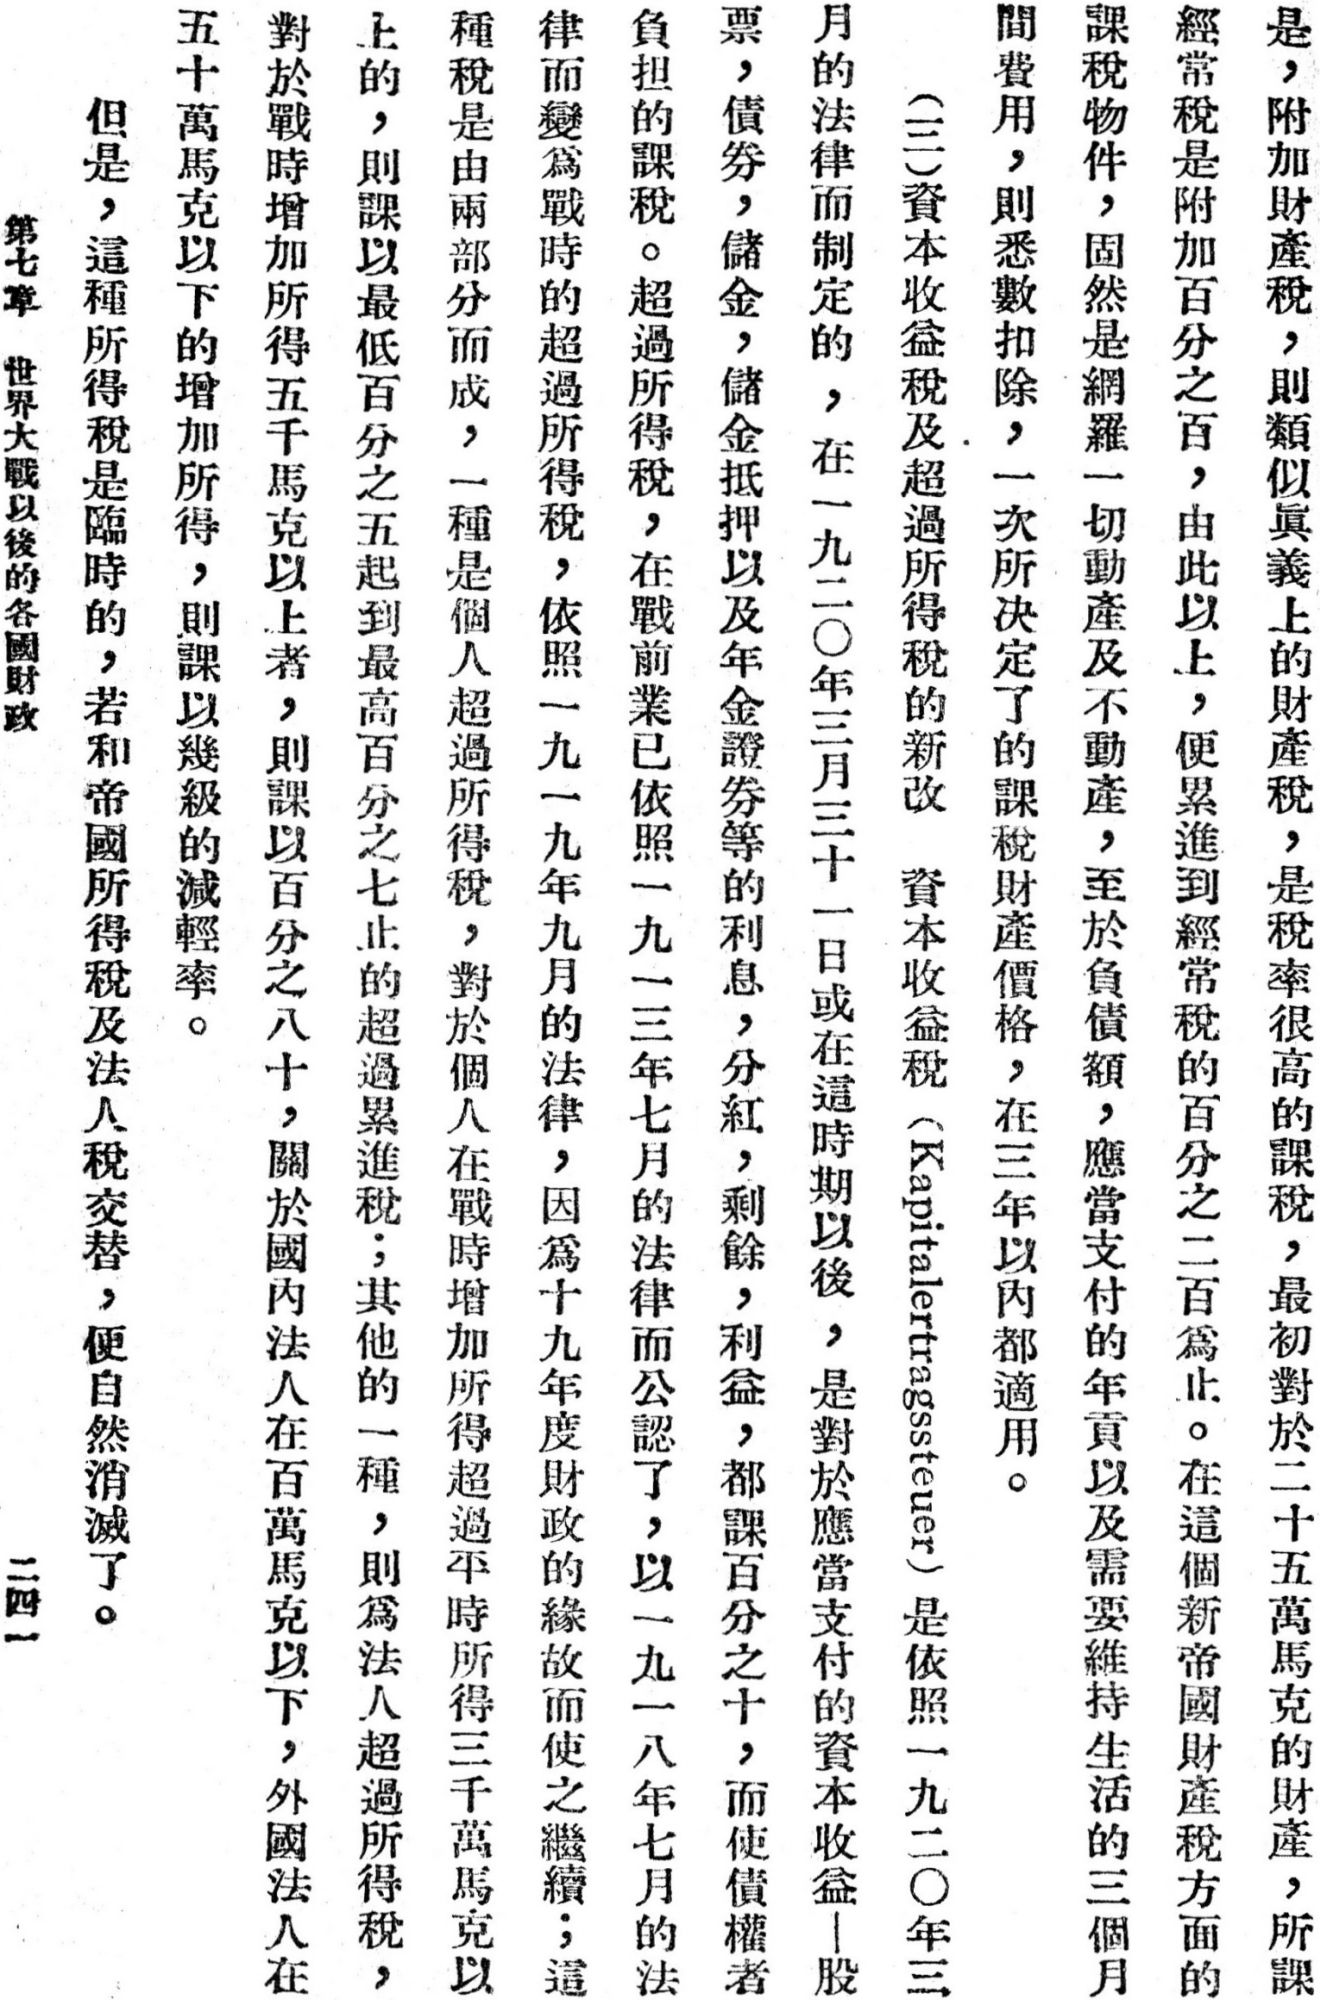 是，附加財產稅，則類似眞義上的財產稅，是稅率很高的課稅，最初對於二十五萬馬克的財產，所課
經常稅是附加百分之百，由此以上，便累進到經常稅的百分之二百爲止。在這個新帝國財產稅方面的
課稅物件，固然是網羅一切動產及不動產，至於負債額，應當支付的年貢以及需要維持生活的三個月
間費用，則悉數扣除，一次所决定了的課稅財產價格，在三年以內都適用。
（三）資本收益稅及超過所得稅的新改　資本收益稅（Kapitalertragssteuer）是依照一九二〇年三
月的法律而制定的，在一九二〇年三月三十一日或在這時期以後，是對於應當支付的資本收益—股
票，債券，儲金，儲金抵押以及年金證券等的利息，分紅，剩餘，利益，都課百分之十，而使債權者
負担的課稅。超過所得稅，在戰前業已依照一九一三年七月的法律而公認了，以一九一八年七月的法
律而變爲戰時的超過所得稅，依照一九一九年九月的法律，因爲十九年度財政的緣故而使之繼續；這
種稅是由兩部分而成，一種是個人超過所得稅，對於個人在戰時增加所得超過平時所得三千萬馬克以
上的，則課以最低百分之五起到最高百分之七止的超過累進稅；其他的一種，則爲法人超過所得稅，
對於戰時增加所得五千馬克以上者，則課以百分之八十，關於國內法人在百萬馬克以下，外國法人在
五十萬馬克以下的增加所得，則課以幾級的減輕率。
但是，這種所得稅是臨時的，若和帝國所得稅及法人稅交替，便自然消滅了。
第七章　世界大戰以後的各國財政　二四一